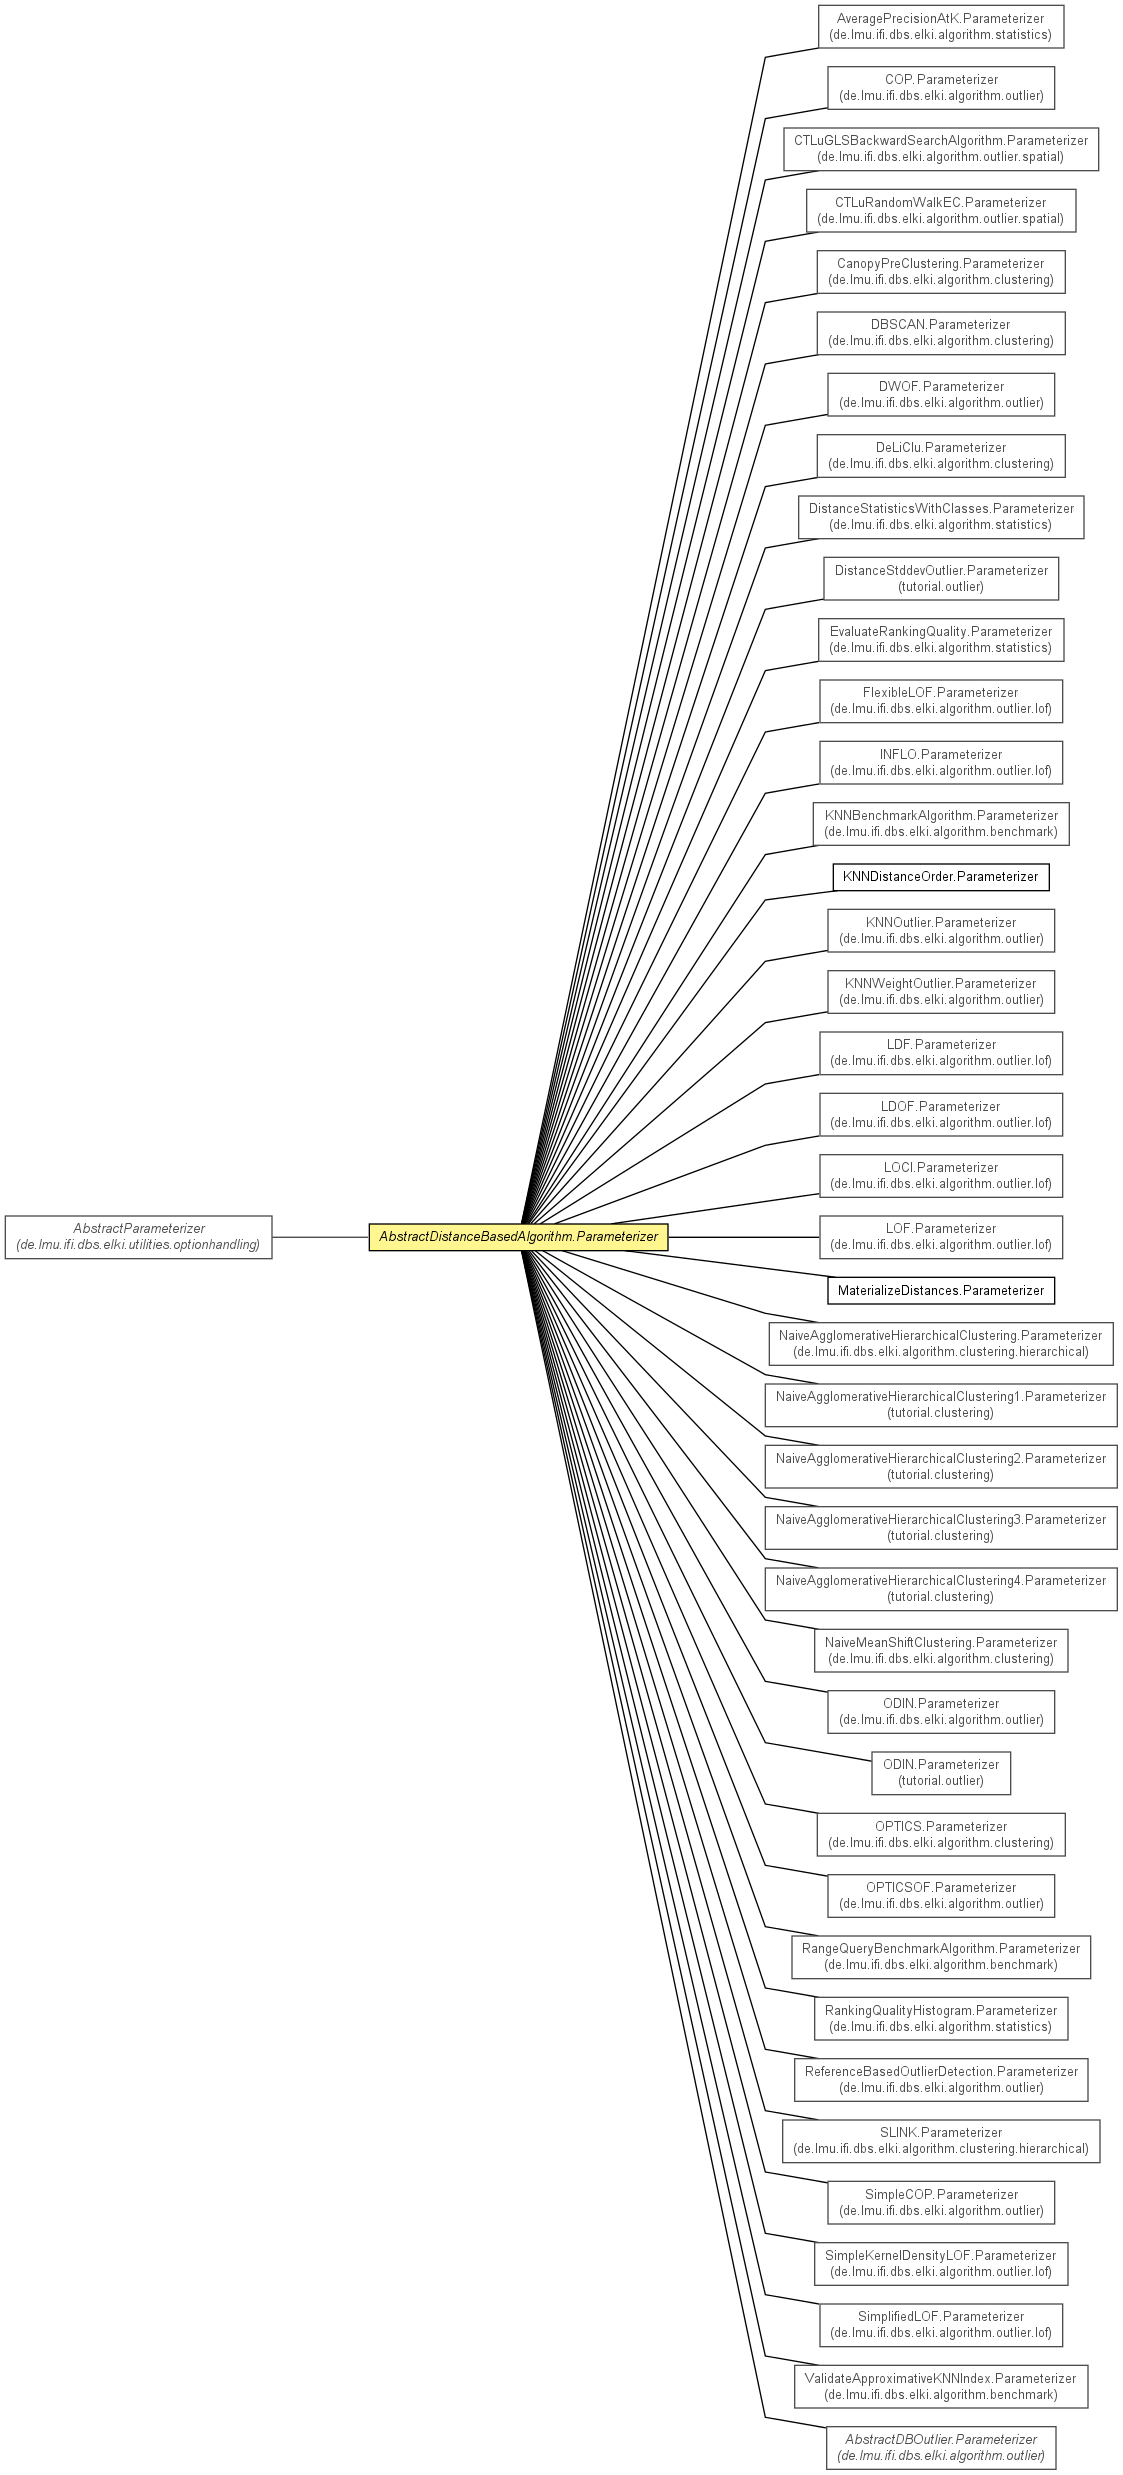 AveragePrecisionAtK.Parameterizer
(de.lmu.ifi.dbs.elki.algorithm.statistics)
COP.Parameterizer
(de.lmu.ifi.dbs.elki.algorithm.outlier)
CTLuGLSBackwardSearchAlgorithm.Parameterizer
(de.lmu.ifi.dbs.elki.algorithm.outlier.spatial)
CTLuRandomWalkEC.Parameterizer
(de.lmu.ifi.dbs.elki.algorithm.outlier.spatial)
CanopyPreClustering.Parameterizer
(de.lmu.ifi.dbs.elki.algorithm.clustering)
DBSCAN.Parameterizer
(de.lmu.ifi.dbs.elki.algorithm.clustering)
DWOF.Parameterizer
(de.lmu.ifi.dbs.elki.algorithm.outlier)
DeLiClu.Parameterizer
(de.lmu.ifi.dbs.elki.algorithm.clustering)
DistanceStatisticsWithClasses.Parameterizer
(de.lmu.ifi.dbs.elki.algorithm.statistics)
DistanceStddevOutlier.Parameterizer
(tutorial.outlier)
EvaluateRankingQuality.Parameterizer
(de.lmu.ifi.dbs.elki.algorithm.statistics)
FlexibleLOF.Parameterizer
(de.lmu.ifi.dbs.elki.algorithm.outlier.lof)
INFLO.Parameterizer
(de.lmu.ifi.dbs.elki.algorithm.outlier.lof)
KNNBenchmarkAlgorithm.Parameterizer
(de.lmu.ifi.dbs.elki.algorithm.benchmark)
KNNDistanceOrder.Parameterizer
KNNOutlier.Parameterizer
(de.lmu.ifi.dbs.elki.algorithm.outlier)
KNNWeightOutlier.Parameterizer
(de.lmu.ifi.dbs.elki.algorithm.outlier)
LDF.Parameterizer
(de.lmu.ifi.dbs.elki.algorithm.outlier.lof)
LDOF.Parameterizer
(de.lmu.ifi.dbs.elki.algorithm.outlier.lof)
LOCI.Parameterizer
(de.lmu.ifi.dbs.elki.algorithm.outlier.lof)
AbstractParameterizer
(de.lmu.ifi.dbs.elki.utilities.optionhandling)
AbstractDistanceBasedAlgorithm.Parameterizer
LOF.Parameterizer
(de.lmu.ifi.dbs.elki.algorithm.outlier.lof)
MaterializeDistances.Parameterizer
NaiveAgglomerativeHierarchicalClustering.Parameterizer
(de.lmu.ifi.dbs.elki.algorithm.clustering.hierarchical)
NaiveAgglomerativeHierarchicalClustering1.Parameterizer
(tutorial.clustering)
NaiveAgglomerativeHierarchicalClustering2.Parameterizer
(tutorial.clustering)
NaiveAgglomerativeHierarchicalClustering3.Parameterizer
(tutorial.clustering)
NaiveAgglomerativeHierarchicalClustering4.Parameterizer
(tutorial.clustering)
NaiveMeanShiftClustering.Parameterizer
(de.lmu.ifi.dbs.elki.algorithm.clustering)
ODIN.Parameterizer
(de.lmu.ifi.dbs.elki.algorithm.outlier)
ODIN.Parameterizer
(tutorial.outlier)
OPTICS.Parameterizer
(de.lmu.ifi.dbs.elki.algorithm.clustering)
OPTICSOF.Parameterizer
(de.lmu.ifi.dbs.elki.algorithm.outlier)
RangeQueryBenchmarkAlgorithm.Parameterizer
(de.lmu.ifi.dbs.elki.algorithm.benchmark)
RankingQualityHistogram.Parameterizer
(de.lmu.ifi.dbs.elki.algorithm.statistics)
ReferenceBasedOutlierDetection.Parameterizer
(de.lmu.ifi.dbs.elki.algorithm.outlier)
SLINK.Parameterizer
(de.lmu.ifi.dbs.elki.algorithm.clustering.hierarchical)
SimpleCOP.Parameterizer
(de.lmu.ifi.dbs.elki.algorithm.outlier)
SimpleKernelDensityLOF.Parameterizer
(de.lmu.ifi.dbs.elki.algorithm.outlier.lof)
SimplifiedLOF.Parameterizer
(de.lmu.ifi.dbs.elki.algorithm.outlier.lof)
ValidateApproximativeKNNIndex.Parameterizer
(de.lmu.ifi.dbs.elki.algorithm.benchmark)
AbstractDBOutlier.Parameterizer
(de.lmu.ifi.dbs.elki.algorithm.outlier)